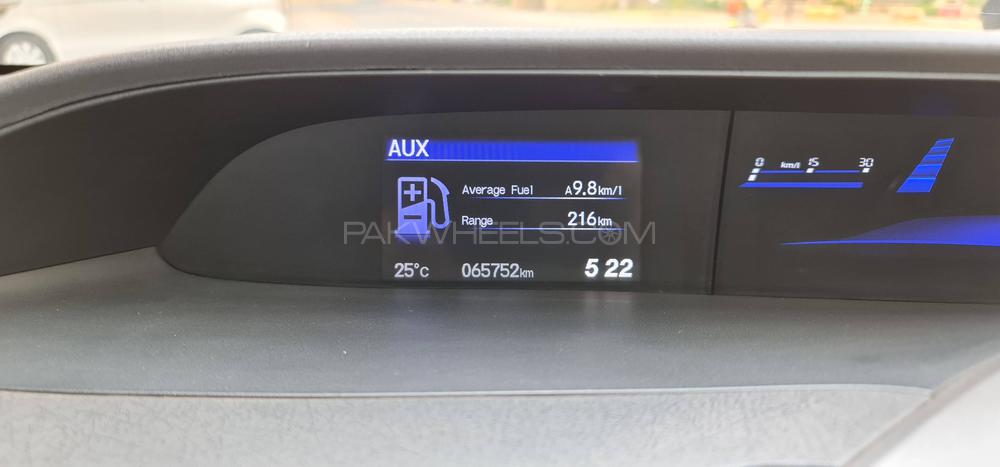 AUX
Average Fuel A9.8km/l
Range 216km
25°C 065752km 5 22
0 km/l 15 30
PAKWHEELS.COM